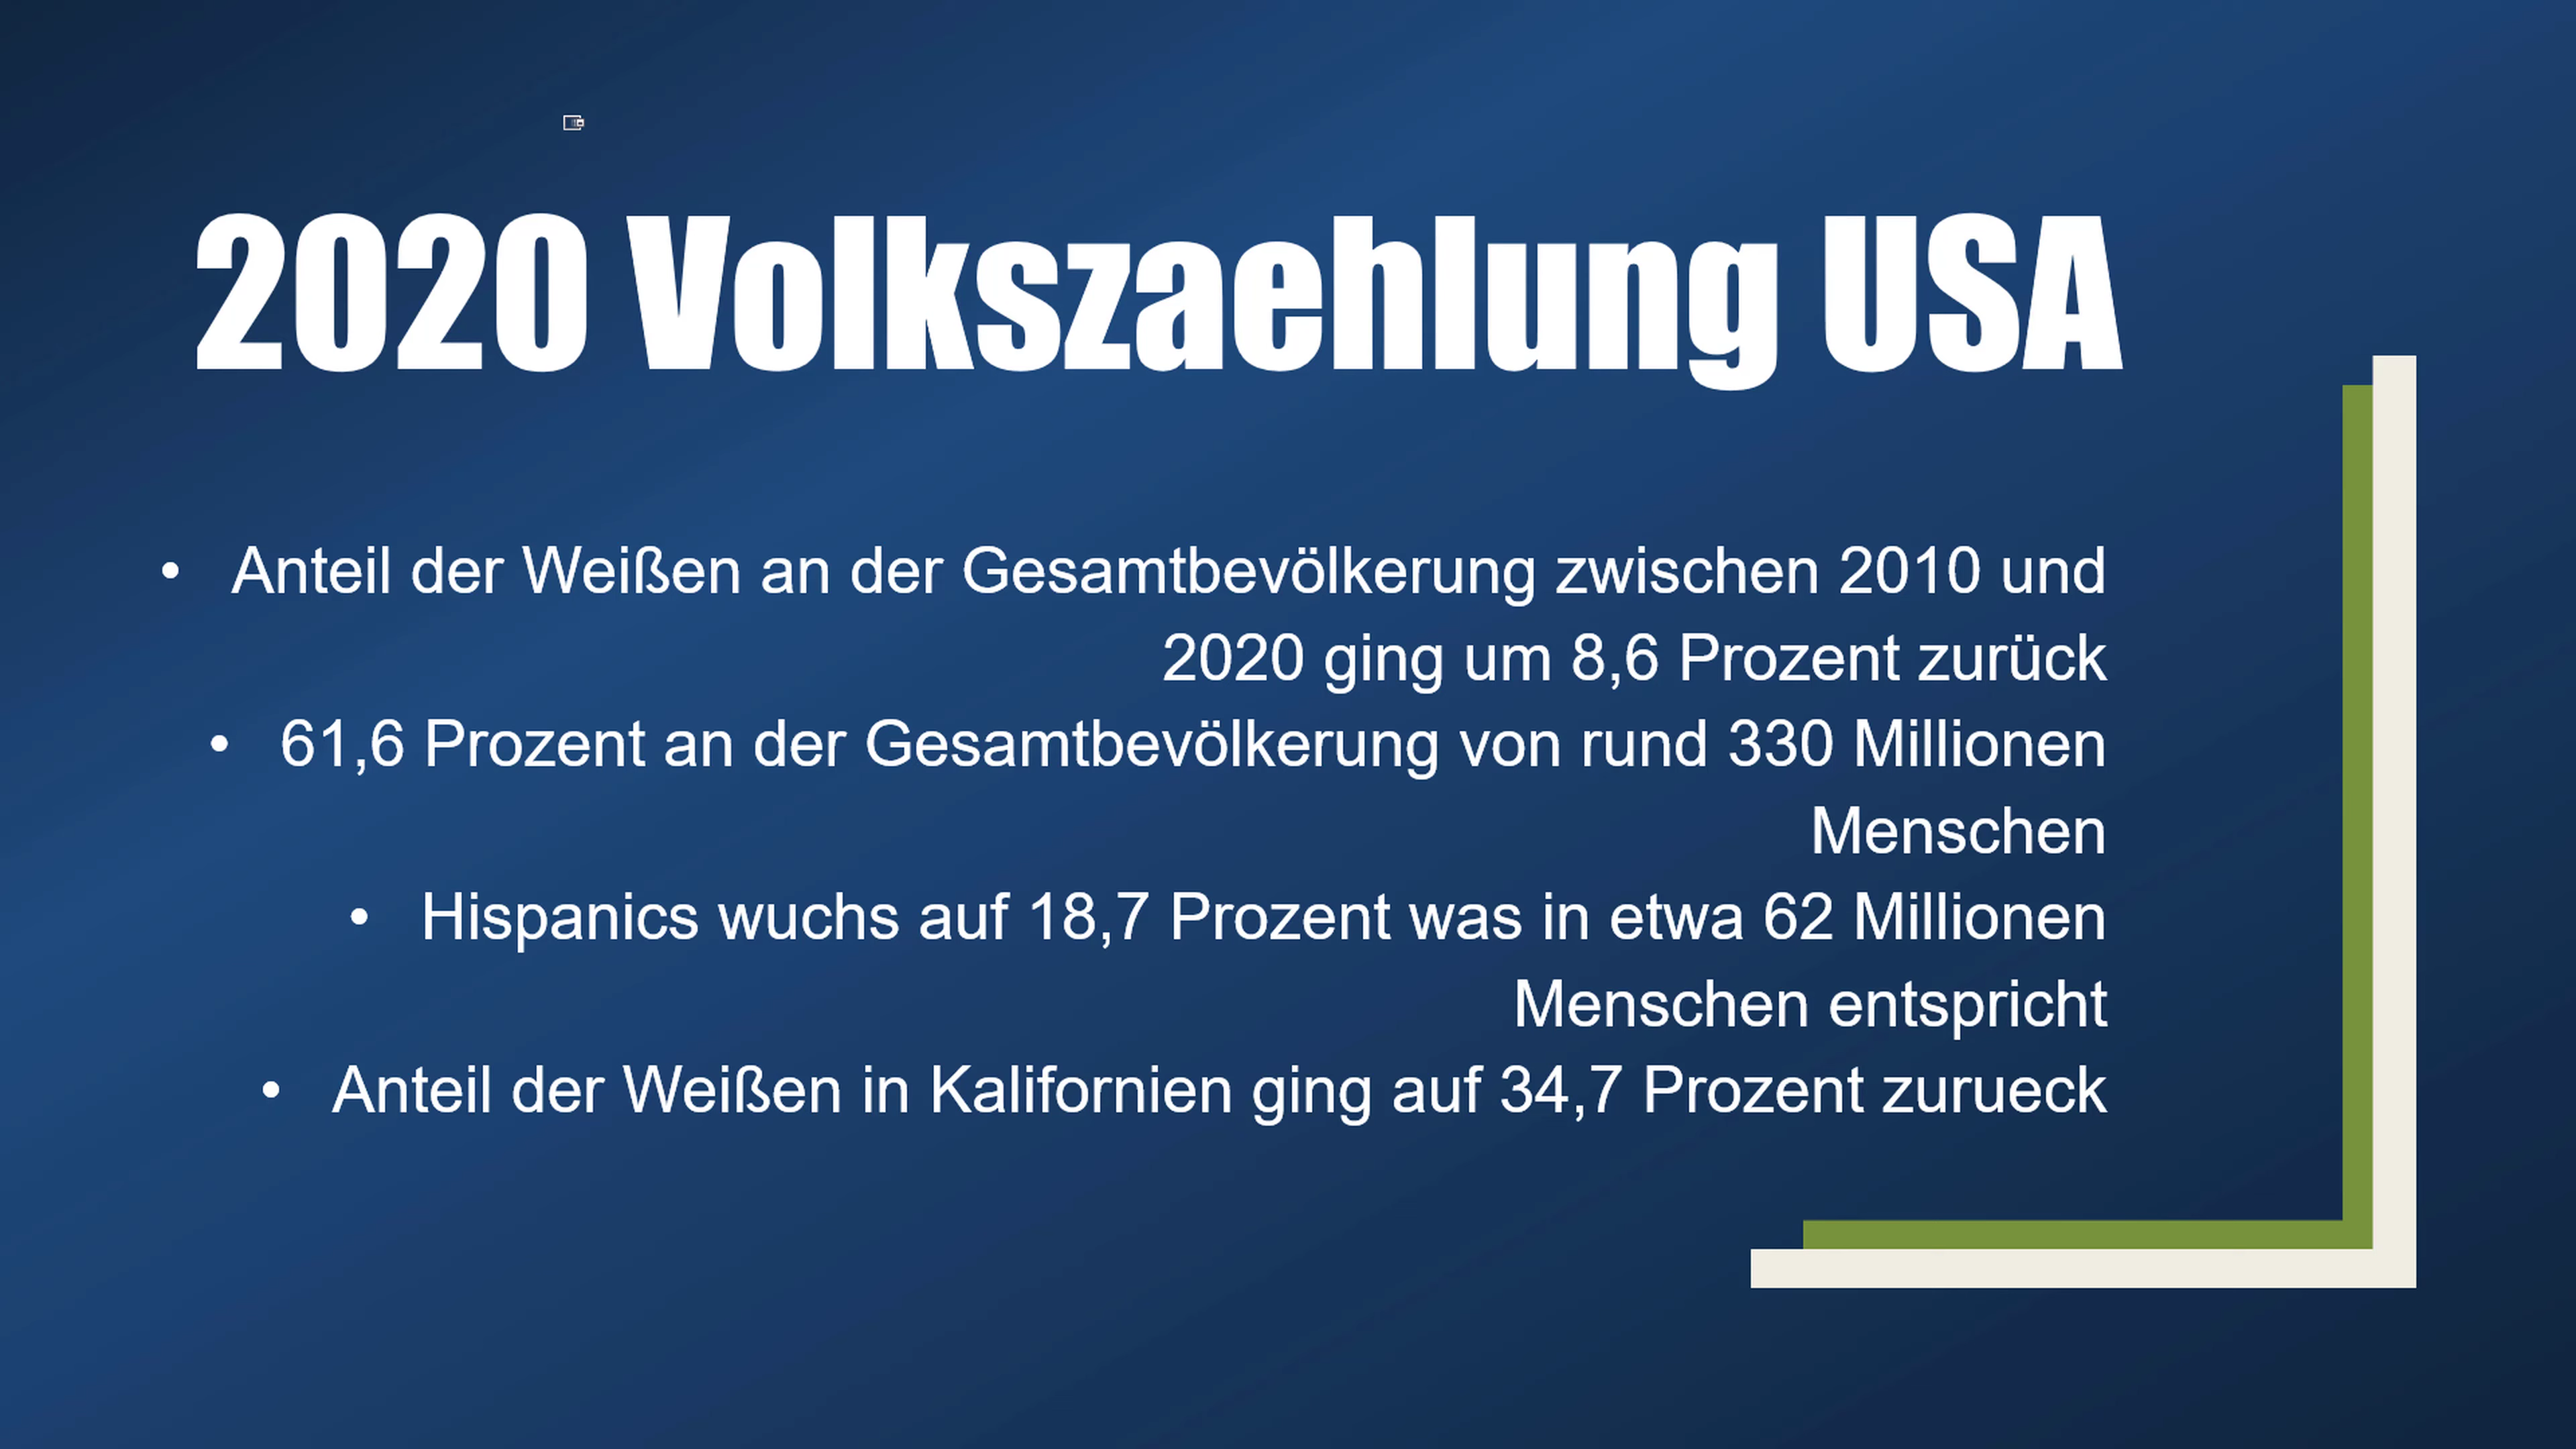 2020 Volkszaehlung USA
• Anteil der Weißen an der Gesamtbevölkerung zwischen 2010 und
2020 ging um 8,6 Prozent zurück
• 61,6 Prozent an der Gesamtbevölkerung von rund 330 Millionen
Menschen
• Hispanics wuchs auf 18,7 Prozent was in etwa 62 Millionen
Menschen entspricht
• Anteil der Weißen in Kalifornien ging auf 34,7 Prozent zurueck